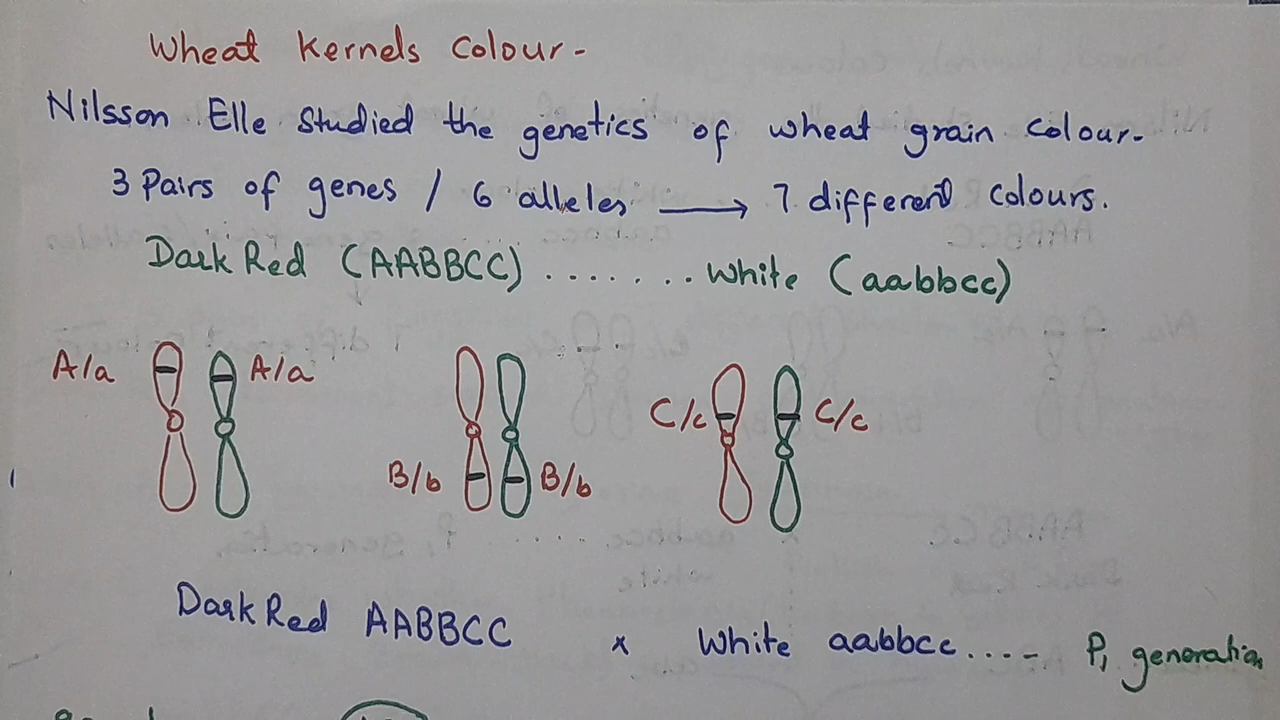 Wheat Kernels Colour -
Nilsson Elle studied the genetics of wheat grain colour -
3 Pairs of genes / 6 alleles → 7 different colours.
Dark Red (AABBCC) ........ white (aabbcc)
A/a A/a B/b B/b C/c C/c
Dark Red AABBCC x White aabbcc .... P1 generation